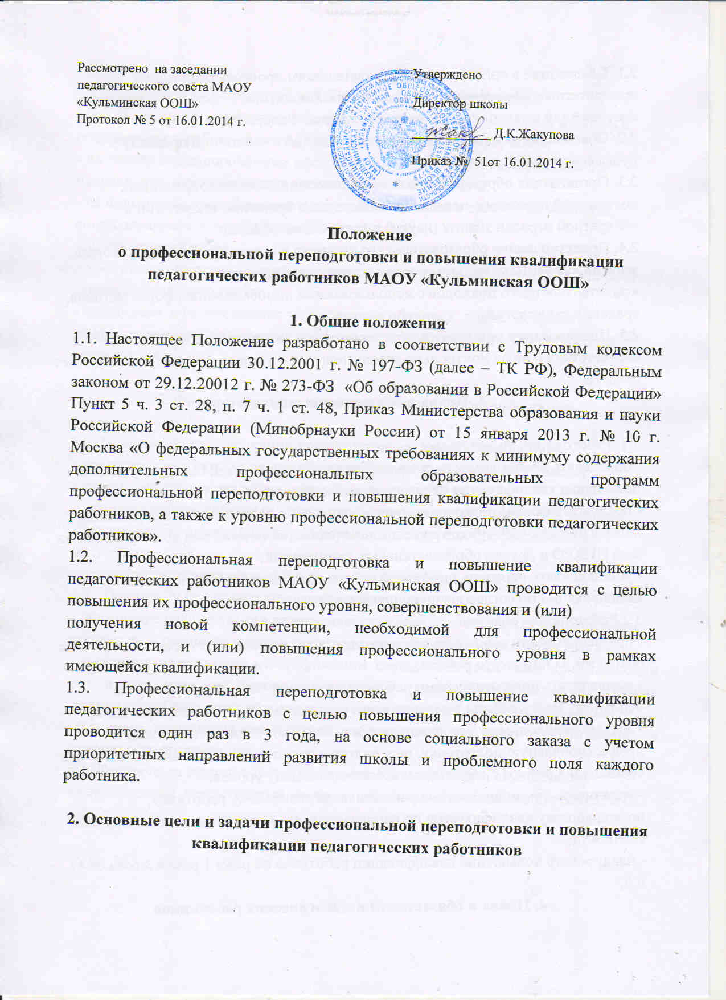 Рассмотрено на заседании
педагогического совета МАОУ
«Кульминская ООШ»
Протокол № 5 от 16.01.2014 г.
Утверждено
Директор школы
Д.К.Жакупова
Приказ № 51от 16.01.2014 г.
Положение
о профессиональной переподготовки и повышения квалификации
педагогических работников МАОУ «Кульминская ООШ»
1. Общие положения
1.1. Настоящее Положение разработано в соответствии с Трудовым кодексом
Российской Федерации 30.12.2001 г. № 197-ФЗ (далее – ТК РФ), Федеральным
законом от 29.12.20012 г. № 273-ФЗ «Об образовании в Российской Федерации»
Пункт 5 ч. 3 ст. 28, п. 7 ч. 1 ст. 48, Приказ Министерства образования и науки
Российской Федерации (Минобрнауки России) от 15 января 2013 г. № 10 г.
Москва «О федеральных государственных требованиях к минимуму содержания
дополнительных профессиональных образовательных программ
профессиональной переподготовки и повышения квалификации педагогических
работников, а также к уровню профессиональной переподготовки педагогических
работников».
1.2. Профессиональная переподготовка и повышение квалификации
педагогических работников МАОУ «Кульминская ООШ» проводится с целью
повышения их профессионального уровня, совершенствования и (или)
получения новой компетенции, необходимой для профессиональной
деятельности, и (или) повышения профессионального уровня в рамках
имеющейся квалификации.
1.3. Профессиональная переподготовка и повышение квалификации
педагогических работников с целью повышения профессионального уровня
проводится один раз в 3 года, на основе социального заказа с учетом
приоритетных направлений развития школы и проблемного поля каждого
работника.
2. Основные цели и задачи профессиональной переподготовки и повышения
квалификации педагогических работников